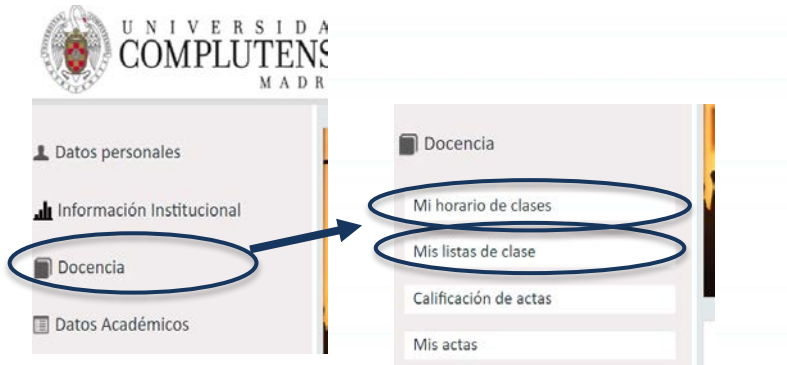 UNIVERSIDA
COMPLUTENS
MADR
Datos personales
Información Institucional
Docencia
Datos Académicos
Docencia
Mi horario de clases
Mis listas de clase
Calificación de actas
Mis actas